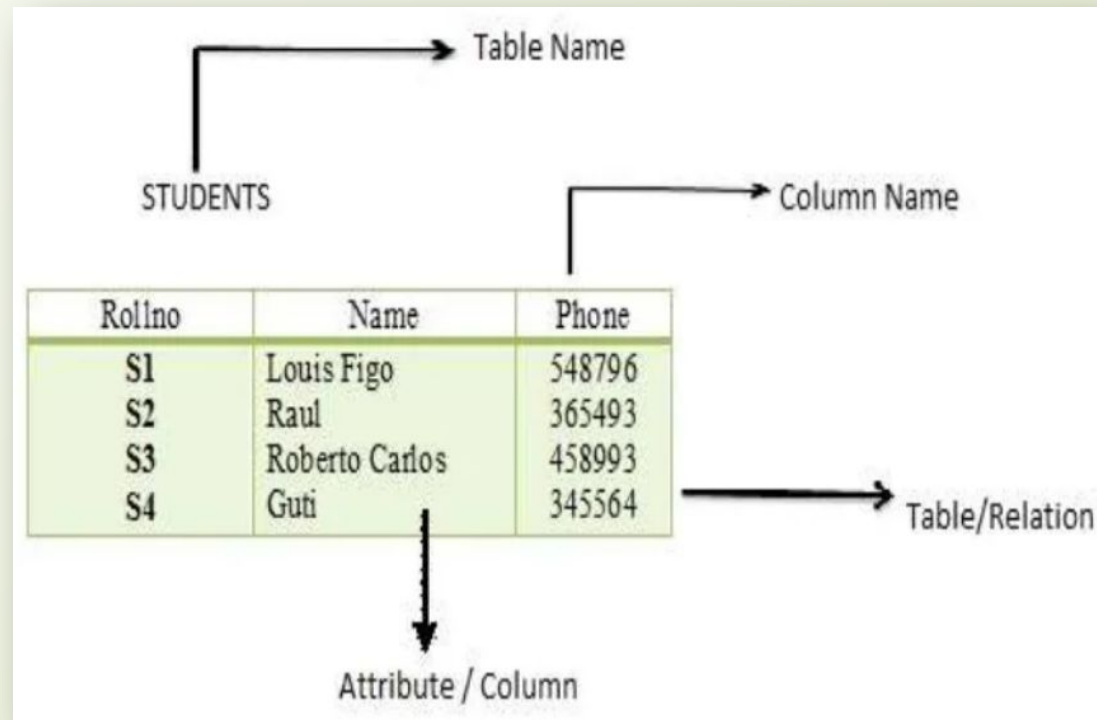 Table Name
STUDENTS
Column Name
Rollno Name Phone
S1 Louis Figo 548796
S2 Raul 365493
S3 Roberto Carlos 458993
S4 Guti 345564
Table/Relation
Attribute / Column